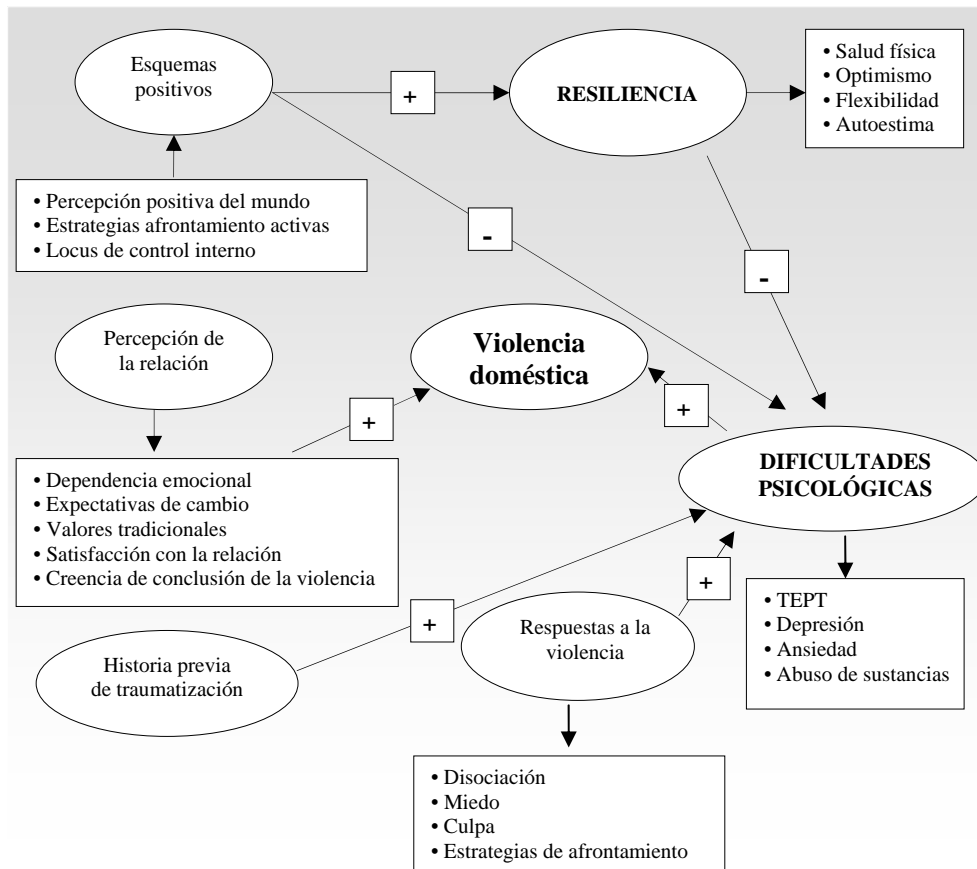 Esquemas
positivos
+
RESILIENCIA
• Salud física
• Optimismo
• Flexibilidad
• Autoestima
• Percepción positiva del mundo
• Estrategias afrontamiento activas
• Locus de control interno
-
-
Percepción de
la relación
Violencia
doméstica
+
+
• Dependencia emocional
• Expectativas de cambio
• Valores tradicionales
• Satisfacción con la relación
• Creencia de conclusión de la violencia
DIFICULTADES
PSICOLÓGICAS
+
+
Historia previa
de traumatización
Respuestas a la
violencia
• TEPT
• Depresión
• Ansiedad
• Abuso de sustancias
• Disociación
• Miedo
• Culpa
• Estrategias de afrontamiento